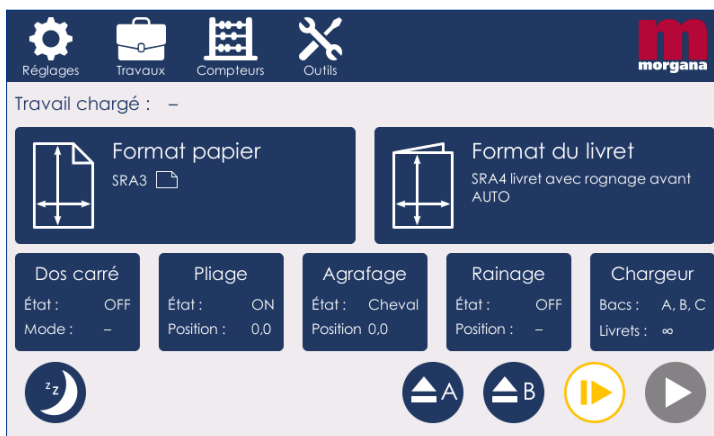 Réglages
Travaux
Compteurs
Outils
morgana
Travail chargé : –
Format papier
SRA3
Format du livret
SRA4 livret avec rognage avant
AUTO
Dos carré
État : OFF
Mode : –
Pliage
État : ON
Position : 0,0
Agrafage
État : Cheval
Position 0,0
Rainage
État : OFF
Position : –
Chargeur
Bacs : A, B, C
Livrets : ∞
z z
A
B